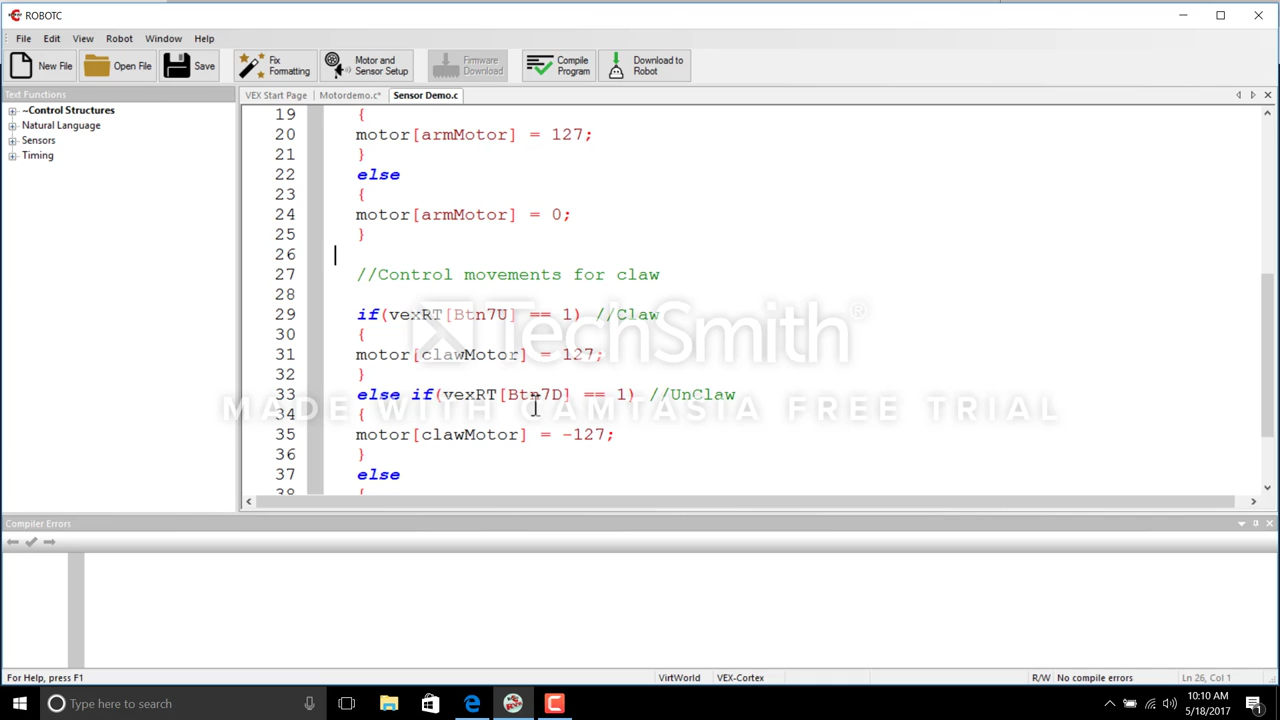 ROBOTC
File Edit View Robot Window Help
New File Open File Save Fix Formatting Motor and Sensor Setup Firmware Download Compile Program Download to Robot
Text Functions
VEX Start Page Motordemo.c* Sensor Demo.c
~Control Structures
Natural Language
Sensors
Timing
19 {
20 motor[armMotor] = 127;
21 }
22 else
23 {
24 motor[armMotor] = 0;
25 }
26
27 //Control movements for claw
28
29 if(vexRT[Btn7U] == 1) //Claw
30 {
31 motor[clawMotor] = 127;
32 }
33 else if(vexRT[Btn7D] == 1) //UnClaw
34 {
35 motor[clawMotor] = -127;
36 }
37 else
38 {
TechSmith®
MADE WITH CAMTASIA FREE TRIAL
Compiler Errors
For Help, press F1 VirtWorld VEX-Cortex R/W No compile errors Ln 26, Col 1
Type here to search
10:10 AM
5/18/2017
1